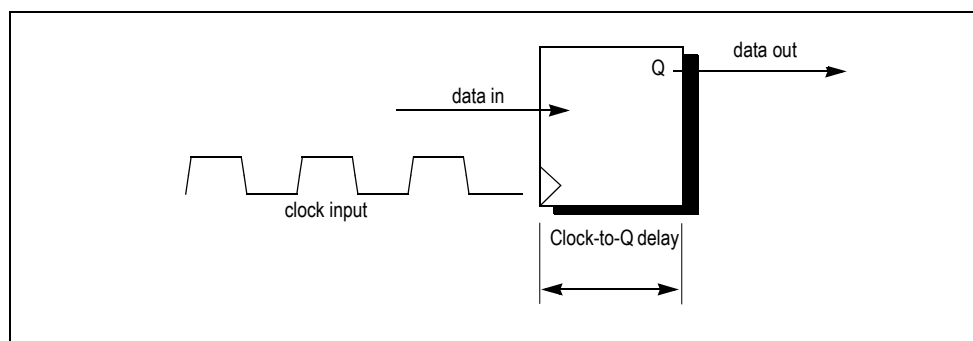 data out
Q
data in
clock input
Clock-to-Q delay